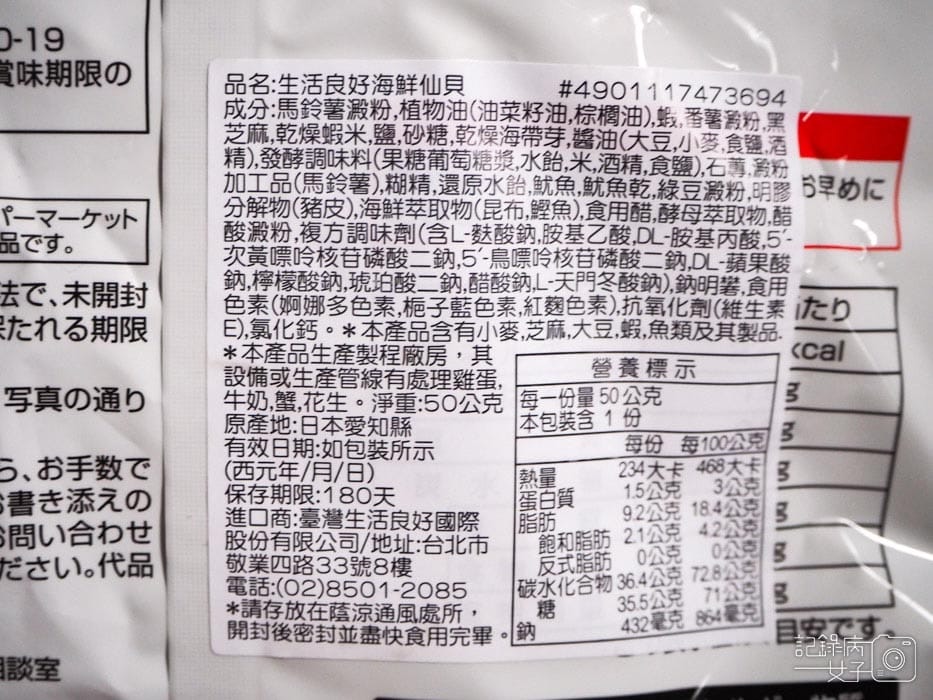 0-19
賞味期限の
パーマーケット
品です。
法で、未開封
保たれる期限
写真の通り
ら、お手数で
お書き添えの
お問い合わせ
ださい。代品
相談室
品名:生活良好海鮮仙貝 #4901117473694
成分:馬鈴薯澱粉,植物油(油菜籽油,棕櫚油),蝦,番薯澱粉,黑
芝麻,乾燥蝦米,鹽,砂糖,乾燥海帶芽,醬油(大豆,小麥,食鹽,酒
精),發酵調味料(果糖葡萄糖漿,水飴,米,酒精,食鹽),石蓴,澱粉
加工品(馬鈴薯),糊精,還原水飴,魷魚,魷魚乾,綠豆澱粉,明膠
分解物(豬皮),海鮮萃取物(昆布,鰹魚),食用醋,酵母萃取物,醋
酸澱粉,複方調味劑(含L-麩酸鈉,胺基乙酸,DL-胺基丙酸,5´-
次黃嘌呤核苷磷酸二鈉,5´-鳥嘌呤核苷磷酸二鈉,DL-蘋果酸
鈉,檸檬酸鈉,琥珀酸二鈉,醋酸鈉,L-天門冬酸鈉),鈉明礬,食用
色素(婀娜多色素,梔子藍色素,紅麴色素),抗氧化劑(維生素
E),氯化鈣。＊本產品含有小麥,芝麻,大豆,蝦,魚類及其製品.
＊本產品生產製程廠房，其
設備或生產管線有處理雞蛋,
牛奶,蟹,花生。淨重:50公克
原產地:日本愛知縣
有效日期:如包裝所示
(西元年/月/日)
保存期限:180天
進口商:臺灣生活良好國際
股份有限公司/地址:台北市
敬業四路33號8樓
電話:(02)8501-2085
＊請存放在蔭涼通風處所，
開封後密封並盡快食用完畢。
營養標示
每一份量 50公克
本包裝含 1 份
每份 每100公克
熱量 234大卡 468大卡
蛋白質 1.5公克 3公克
脂肪 9.2公克 18.4公克
飽和脂肪 2.1公克 4.2公克
反式脂肪 0公克 0公克
碳水化合物 36.4公克 72.8公克
糖 35.5公克 71公克
鈉 432毫克 864毫克
お早めに
たり
kcal
g
g
g
g
g
g
目安です。
記錄病
女子